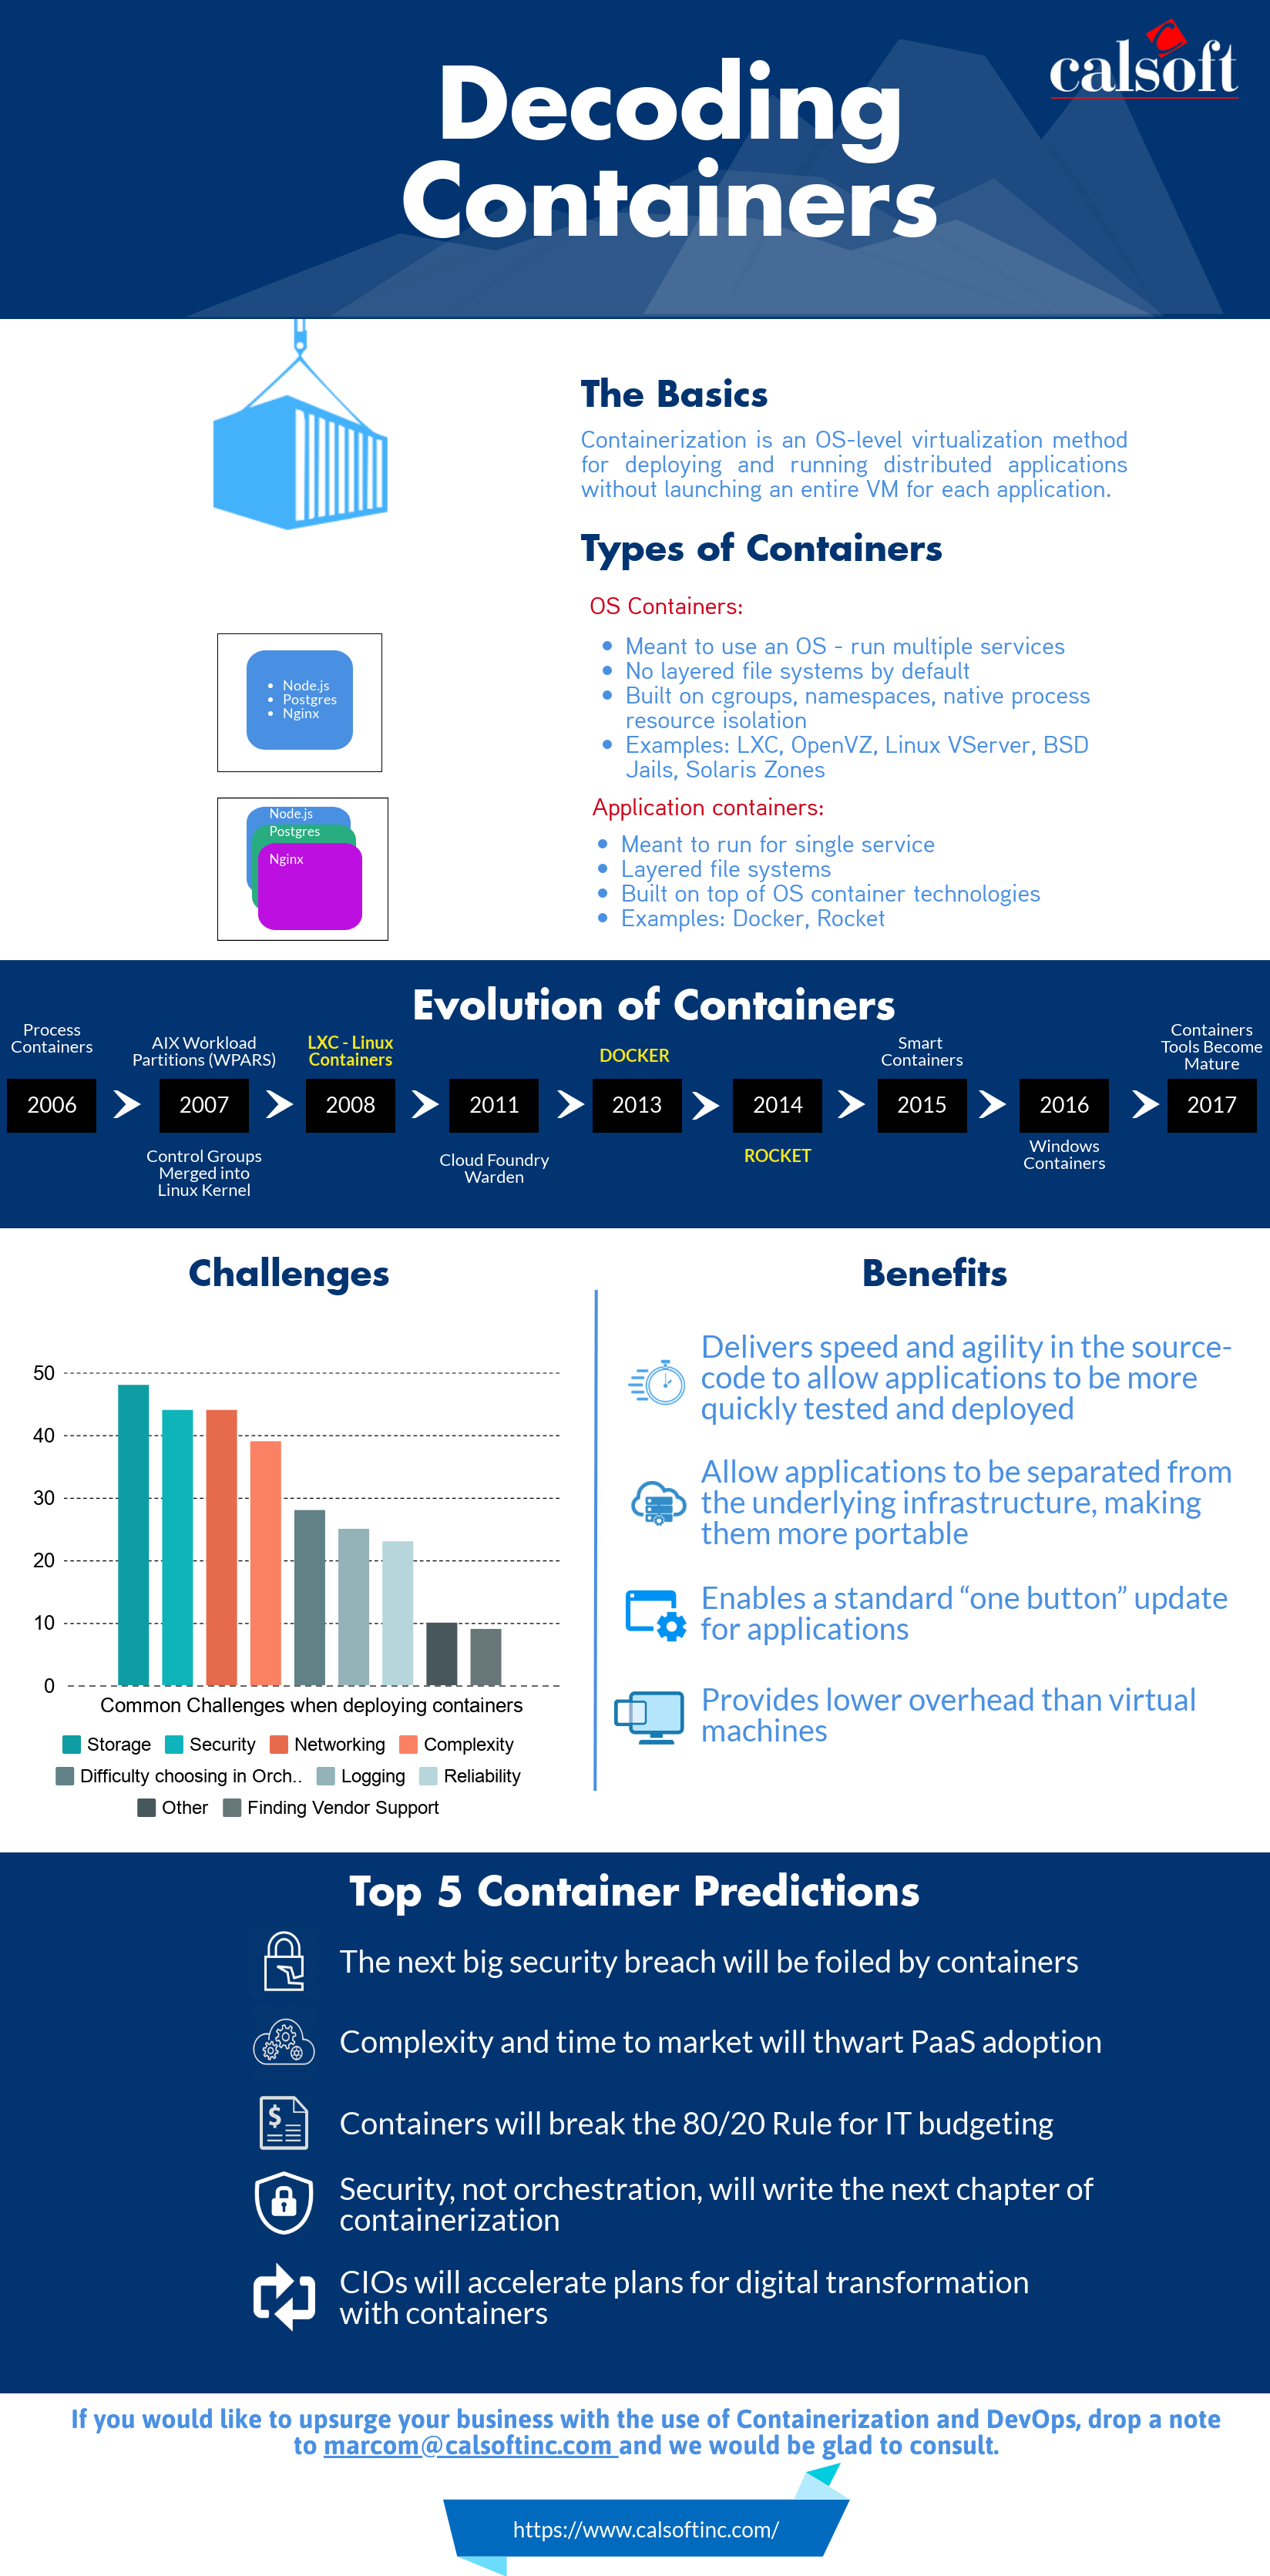 calsoft
Decoding
Containers
The Basics
Containerization is an OS-level virtualization method
for deploying and running distributed applications
without launching an entire VM for each application.
Types of Containers
OS Containers:
• Meant to use an OS - run multiple services
• No layered file systems by default
• Built on cgroups, namespaces, native process
resource isolation
• Examples: LXC, OpenVZ, Linux VServer, BSD
Jails, Solaris Zones
• Node.js
• Postgres
• Nginx
Application containers:
• Meant to run for single service
• Layered file systems
• Built on top of OS container technologies
• Examples: Docker, Rocket
Node.js
Postgres
Nginx
Evolution of Containers
Process
Containers
2006
AIX Workload
Partitions (WPARS)
2007
Control Groups
Merged into
Linux Kernel
LXC - Linux
Containers
2008
2011
Cloud Foundry
Warden
DOCKER
2013
2014
ROCKET
Smart
Containers
2015
2016
Windows
Containers
Containers
Tools Become
Mature
2017
Challenges
50
40
30
20
10
0
Common Challenges when deploying containers
Storage Security Networking Complexity
Difficulty choosing in Orch.. Logging Reliability
Other Finding Vendor Support
Benefits
Delivers speed and agility in the source-
code to allow applications to be more
quickly tested and deployed
Allow applications to be separated from
the underlying infrastructure, making
them more portable
Enables a standard “one button” update
for applications
Provides lower overhead than virtual
machines
Top 5 Container Predictions
The next big security breach will be foiled by containers
Complexity and time to market will thwart PaaS adoption
$
Containers will break the 80/20 Rule for IT budgeting
Security, not orchestration, will write the next chapter of
containerization
CIOs will accelerate plans for digital transformation
with containers
If you would like to upsurge your business with the use of Containerization and DevOps, drop a note
to marcom@calsoftinc.com and we would be glad to consult.
https://www.calsoftinc.com/